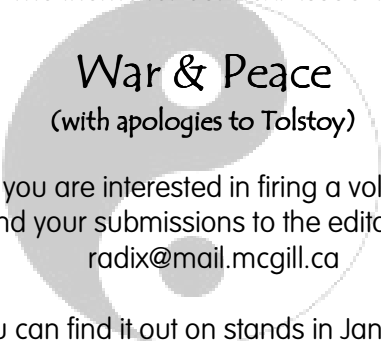 War & Peace
(with apologies to Tolstoy)
you are interested in firing a vol
your submissions to the edito
radix@mail.mcgill.ca
can find it out on stands in Jan